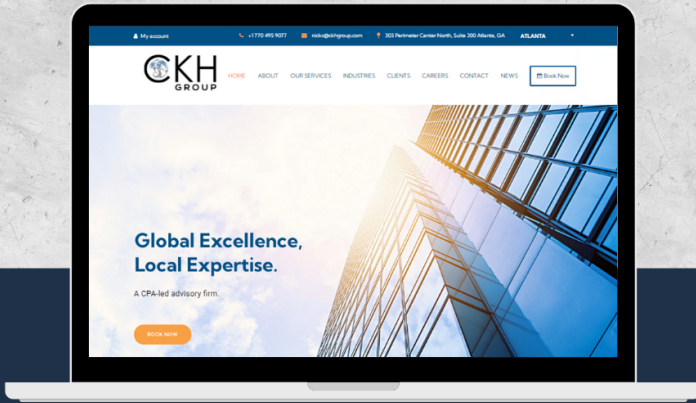 My account
+1 770 495 9077
nicko@ckhgroup.com
303 Perimeter Center North, Suite 200 Atlanta, GA
ATLANTA
CKH
GROUP
HOME ABOUT OUR SERVICES INDUSTRIES CLIENTS CAREERS CONTACT NEWS Book Now
Global Excellence,
Local Expertise.
A CPA-led advisory firm.
BOOK NOW